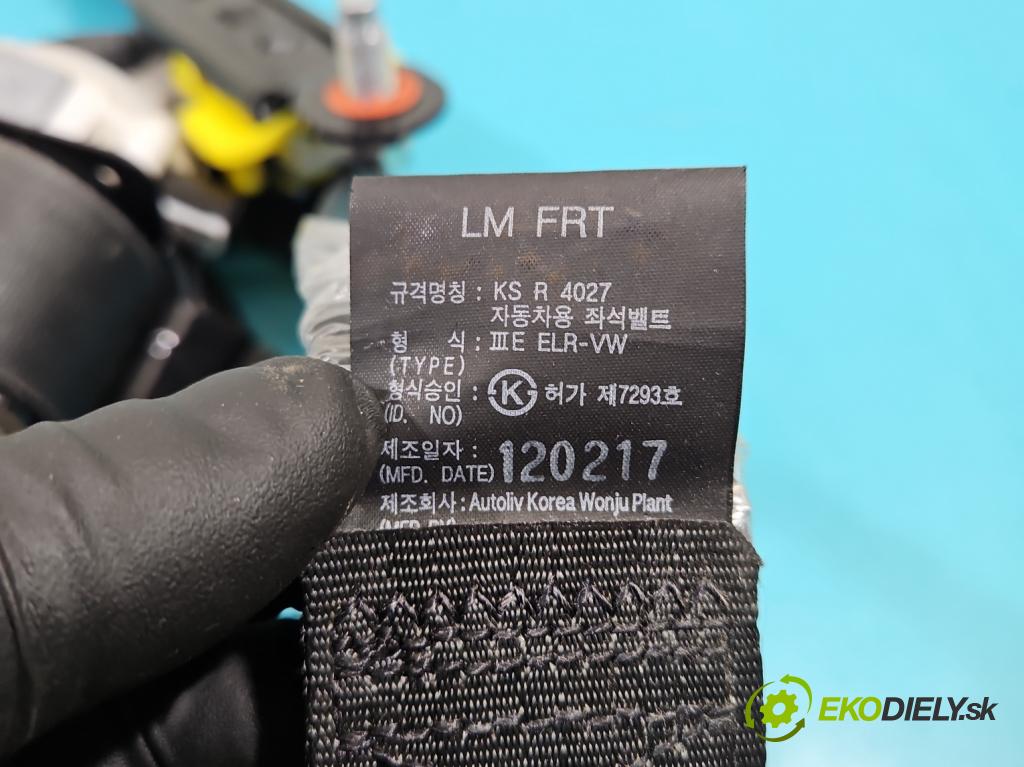 LM FRT
규격명칭 : KS R 4027
자동차용 좌석밸트
형 식 : ⅢE ELR-VW
(TYPE)
형식승인 : K 허가 제7293호
(ID. NO)
제조일자 : 120217
(MFD. DATE)
제조회사 : Autoliv Korea Wonju Plant
EKODIELY.sk